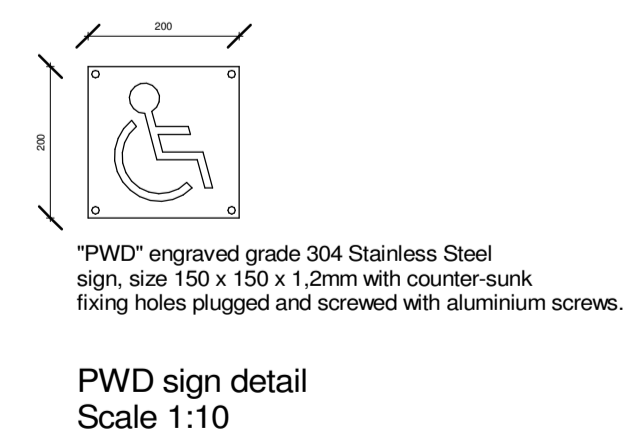 200
200
"PWD" engraved grade 304 Stainless Steel
sign, size 150 x 150 x 1,2mm with counter-sunk
fixing holes plugged and screwed with aluminium screws.
PWD sign detail
Scale 1:10